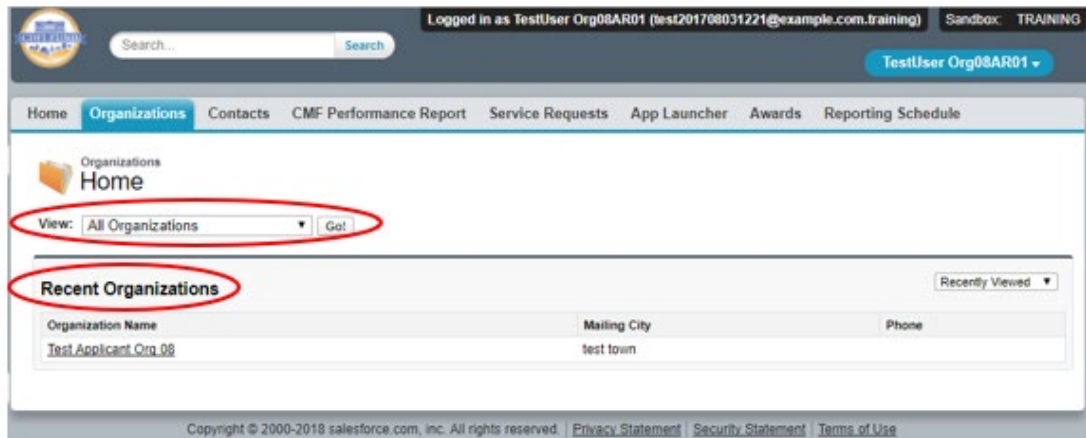 Logged in as TestUser Org08AR01 (test201708031221@example.com.training) Sandbox: TRAINING
Search... Search
TestUser Org08AR01
Home Organizations Contacts CMF Performance Report Service Requests App Launcher Awards Reporting Schedule
Organizations
Home
View: All Organizations Go!
Recent Organizations Recently Viewed
Organization Name Mailing City Phone
Test Applicant Org 08 test town
Copyright © 2000-2018 salesforce.com, inc. All rights reserved. | Privacy Statement | Security Statement | Terms of Use